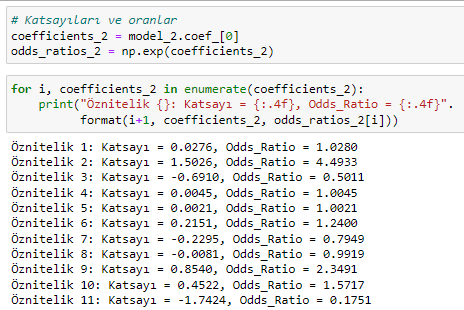 # Katsayıları ve oranlar
coefficients_2 = model_2.coef_[0]
odds_ratios_2 = np.exp(coefficients_2)
for i, coefficients_2 in enumerate(coefficients_2):
    print("Öznitelik {}: Katsayı = {:.4f}, Odds_Ratio = {:.4f}".
          format(i+1, coefficients_2, odds_ratios_2[i]))
Öznitelik 1: Katsayı = 0.0276, Odds_Ratio = 1.0280
Öznitelik 2: Katsayı = 1.5026, Odds_Ratio = 4.4933
Öznitelik 3: Katsayı = -0.6910, Odds_Ratio = 0.5011
Öznitelik 4: Katsayı = 0.0045, Odds_Ratio = 1.0045
Öznitelik 5: Katsayı = 0.0021, Odds_Ratio = 1.0021
Öznitelik 6: Katsayı = 0.2151, Odds_Ratio = 1.2400
Öznitelik 7: Katsayı = -0.2295, Odds_Ratio = 0.7949
Öznitelik 8: Katsayı = -0.0081, Odds_Ratio = 0.9919
Öznitelik 9: Katsayı = 0.8540, Odds_Ratio = 2.3491
Öznitelik 10: Katsayı = 0.4522, Odds_Ratio = 1.5717
Öznitelik 11: Katsayı = -1.7424, Odds_Ratio = 0.1751